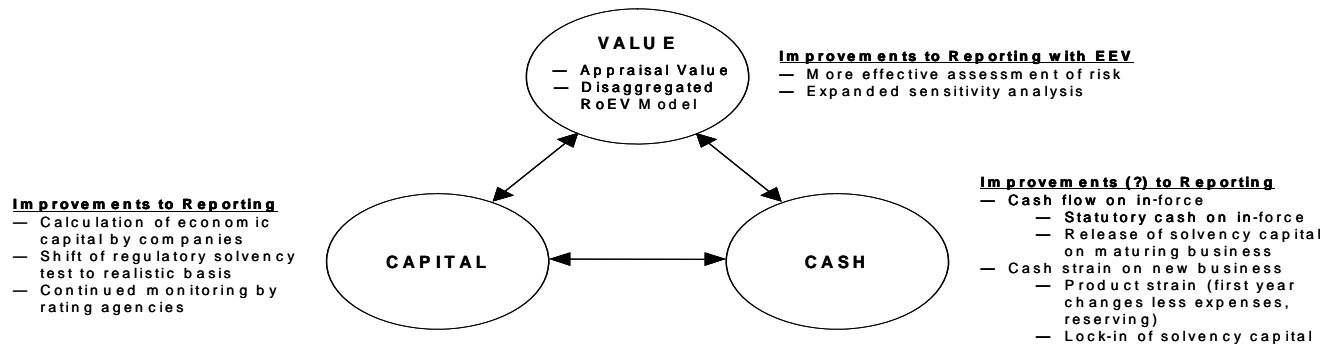 VALUE
— Appraisal Value
— Disaggregated
RoEV Model
Improvements to Reporting with EEV
— More effective assessment of risk
— Expanded sensitivity analysis
Improvements to Reporting
— Calculation of economic
capital by companies
— Shift of regulatory solvency
test to realistic basis
— Continued monitoring by
rating agencies
CAPITAL
CASH
Improvements (?) to Reporting
— Cash flow on in-force
— Statutory cash on in-force
— Release of solvency capital
on maturing business
— Cash strain on new business
— Product strain (first year
changes less expenses,
reserving)
— Lock-in of solvency capital